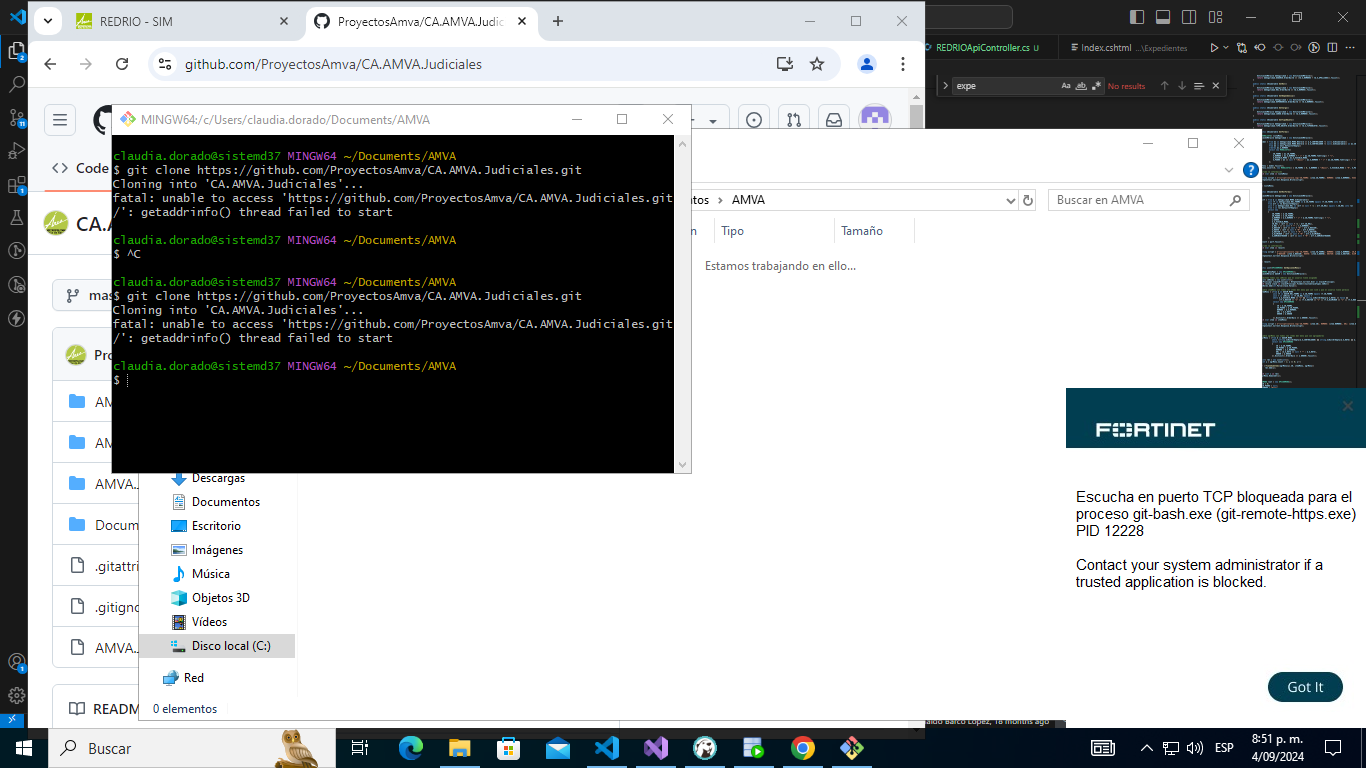 REDRIO - SIM
ProyectosAmva/CA.AMVA.Judic
github.com/ProyectosAmva/CA.AMVA.Judiciales
REDRIOApiController.cs U
Index.cshtml ...\Expedientes
expe
Aa
ab
No results
MINGW64:/c/Users/claudia.dorado/Documents/AMVA
claudia.dorado@sistemd37 MINGW64 ~/Documents/AMVA
$ git clone https://github.com/ProyectosAmva/CA.AMVA.Judiciales.git
Cloning into 'CA.AMVA.Judiciales'...
fatal: unable to access 'https://github.com/ProyectosAmva/CA.AMVA.Judiciales.git
/': getaddrinfo() thread failed to start
claudia.dorado@sistemd37 MINGW64 ~/Documents/AMVA
$ ^C
claudia.dorado@sistemd37 MINGW64 ~/Documents/AMVA
$ git clone https://github.com/ProyectosAmva/CA.AMVA.Judiciales.git
Cloning into 'CA.AMVA.Judiciales'...
fatal: unable to access 'https://github.com/ProyectosAmva/CA.AMVA.Judiciales.git
/': getaddrinfo() thread failed to start
claudia.dorado@sistemd37 MINGW64 ~/Documents/AMVA
$
Code
CA.
mas
Pro
AM
AM
AMVA.
Docum
.gitattri
.gitigno
AMVA.
README
ntos > AMVA
Buscar en AMVA
n
Tipo
Tamaño
Estamos trabajando en ello...
Descargas
Documentos
Escritorio
Imágenes
Música
Objetos 3D
Vídeos
Disco local (C:)
Red
0 elementos
FORTINET
Escucha en puerto TCP bloqueada para el
proceso git-bash.exe (git-remote-https.exe)
PID 12228
Contact your system administrator if a
trusted application is blocked.
Got It
aldo Barco Lopez, 18 months ago
Buscar
ESP
8:51 p. m.
4/09/2024